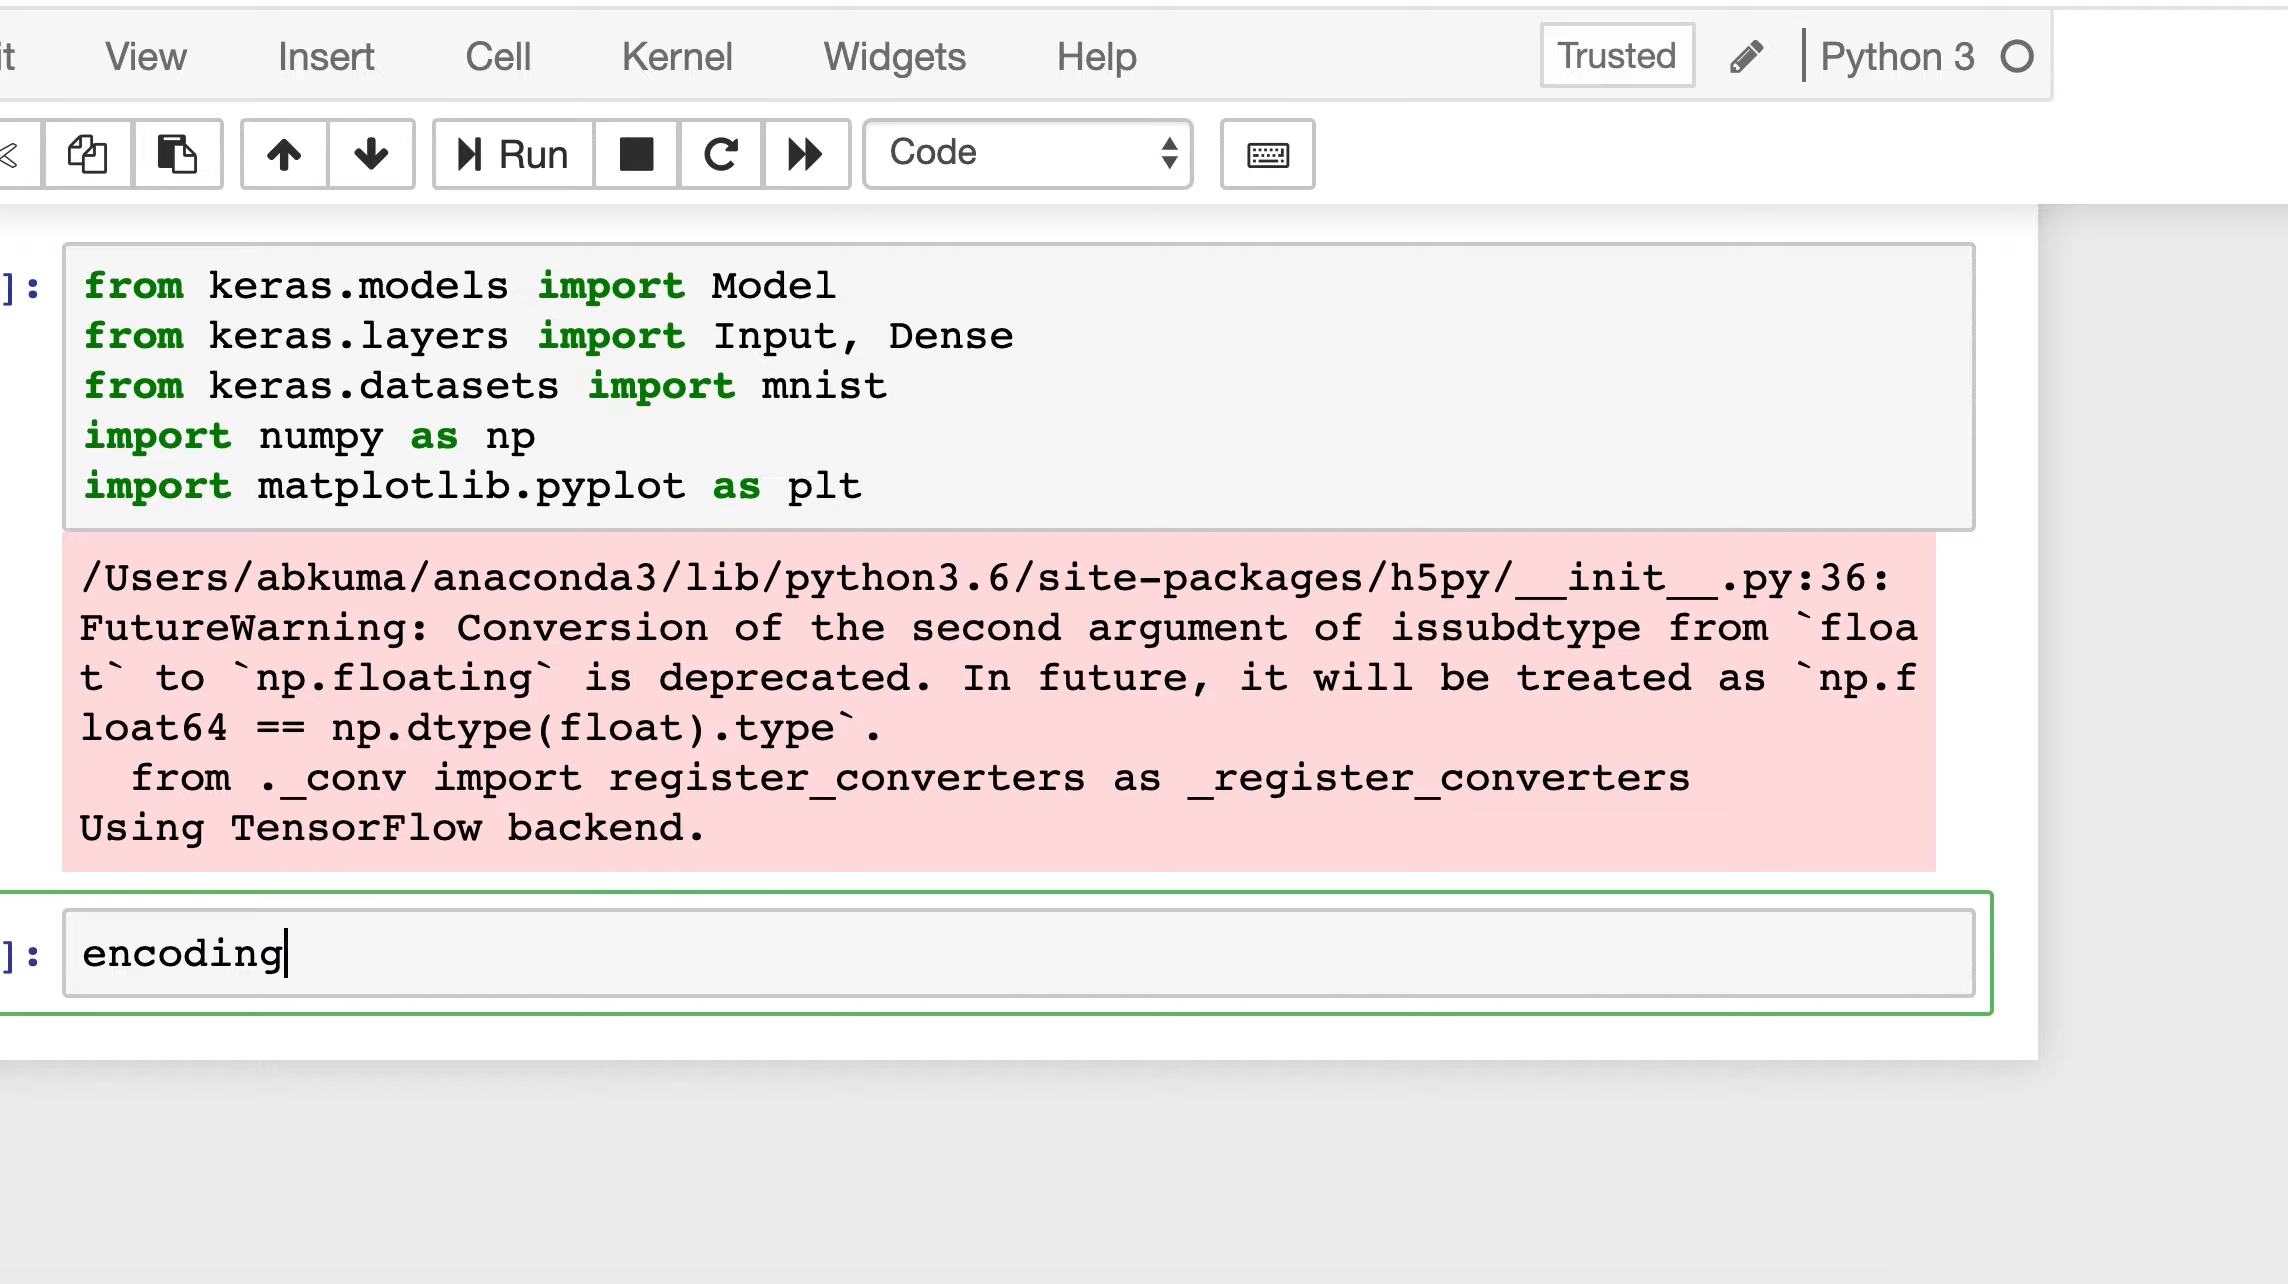 it View Insert Cell Kernel Widgets Help Trusted Python 3
Run Code
]: from keras.models import Model
from keras.layers import Input, Dense
from keras.datasets import mnist
import numpy as np
import matplotlib.pyplot as plt
/Users/abkuma/anaconda3/lib/python3.6/site-packages/h5py/__init__.py:36:
FutureWarning: Conversion of the second argument of issubdtype from `floa
t` to `np.floating` is deprecated. In future, it will be treated as `np.f
loat64 == np.dtype(float).type`.
  from ._conv import register_converters as _register_converters
Using TensorFlow backend.
]: encoding